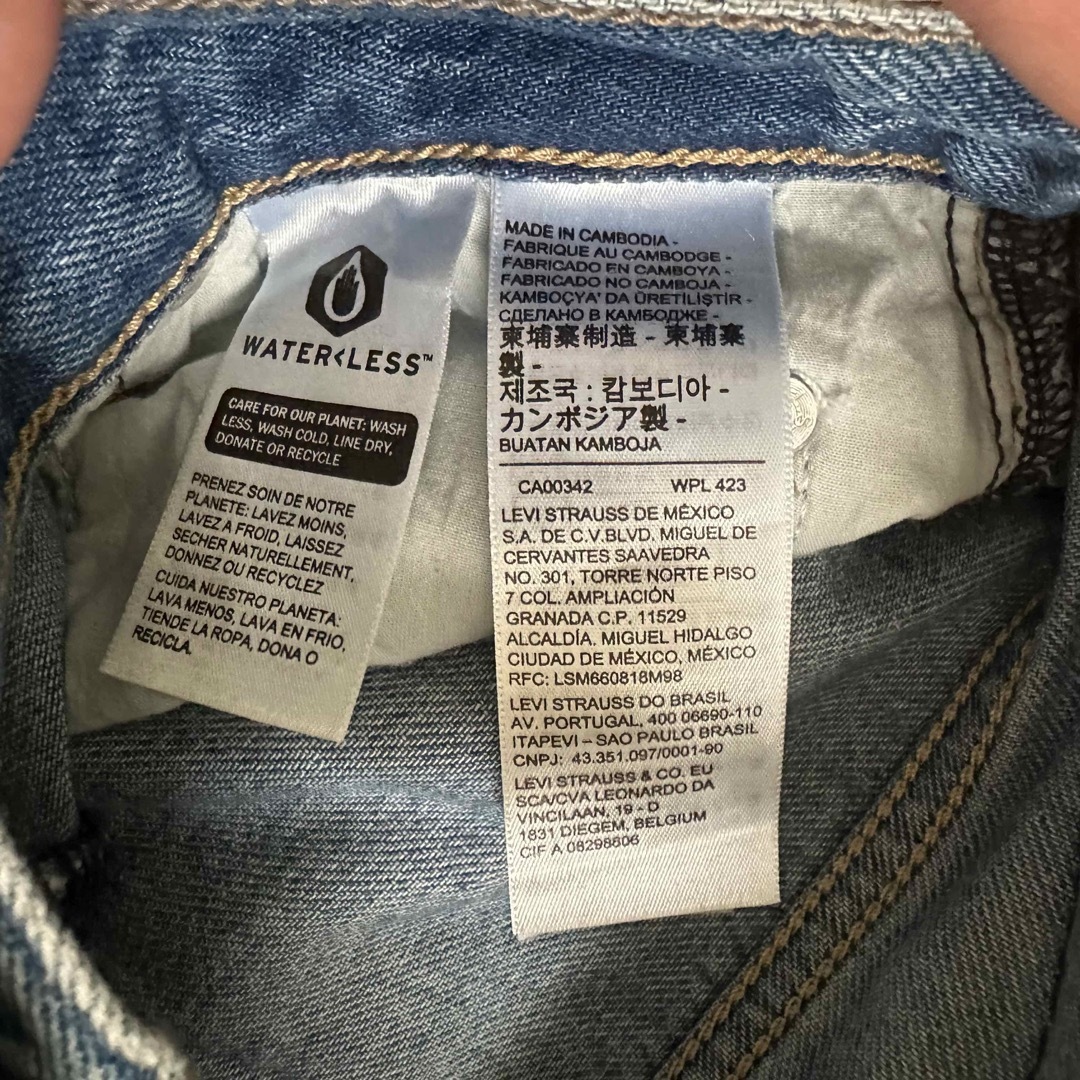 WATER<LESS™
CARE FOR OUR PLANET: WASH
LESS, WASH COLD, LINE DRY,
DONATE OR RECYCLE
PRENEZ SOIN DE NOTRE
PLANETE: LAVEZ MOINS,
LAVEZ A FROID, LAISSEZ
SECHER NATURELLEMENT,
DONNEZ OU RECYCLEZ
CUIDA NUESTRO PLANETA:
LAVA MENOS, LAVA EN FRIO,
TIENDE LA ROPA, DONA O
RECICLA.
MADE IN CAMBODIA -
FABRIQUE AU CAMBODGE -
FABRICADO EN CAMBOYA -
FABRICADO NO CAMBOJA -
KAMBOÇYA' DA ÜRETILIŞTIR -
СДЕЛАНО В КАМБОДЖЕ -
柬埔寨制造 - 柬埔寨
製 -
제조국 : 캄보디아 -
カンボジア製 -
BUATAN KAMBOJA
CA00342 WPL 423
LEVI STRAUSS DE MÉXICO
S.A. DE C.V.BLVD. MIGUEL DE
CERVANTES SAAVEDRA
NO. 301, TORRE NORTE PISO
7 COL. AMPLIACIÓN
GRANADA C.P. 11529
ALCALDÍA. MIGUEL HIDALGO
CIUDAD DE MÉXICO, MÉXICO
RFC: LSM660818M98
LEVI STRAUSS DO BRASIL
AV. PORTUGAL, 400 06690-110
ITAPEVI – SAO PAULO BRASIL
CNPJ: 43.351.097/0001-90
LEVI STRAUSS & CO. EU
SCA/CVA LEONARDO DA
VINCILAAN, 19 - D
1831 DIEGEM, BELGIUM
CIF A 08298806